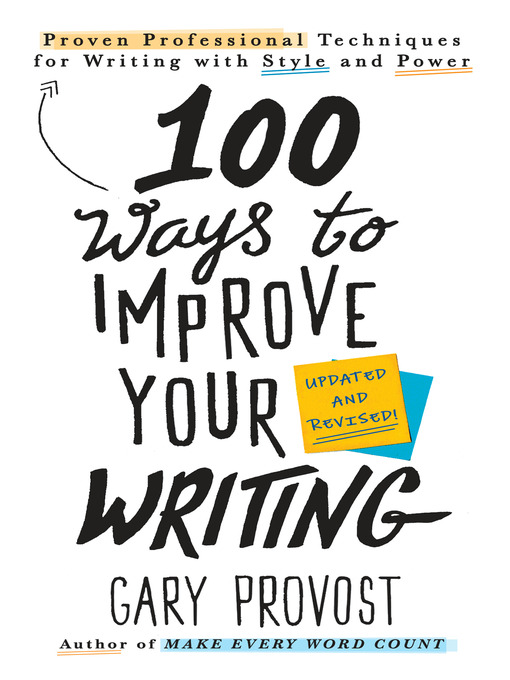 Proven Professional Techniques
for Writing with Style and Power
100
Ways to
IMPROVE
YOUR
UPDATED
AND
REVISED!
WRITING
GARY PROVOST
Author of MAKE EVERY WORD COUNT